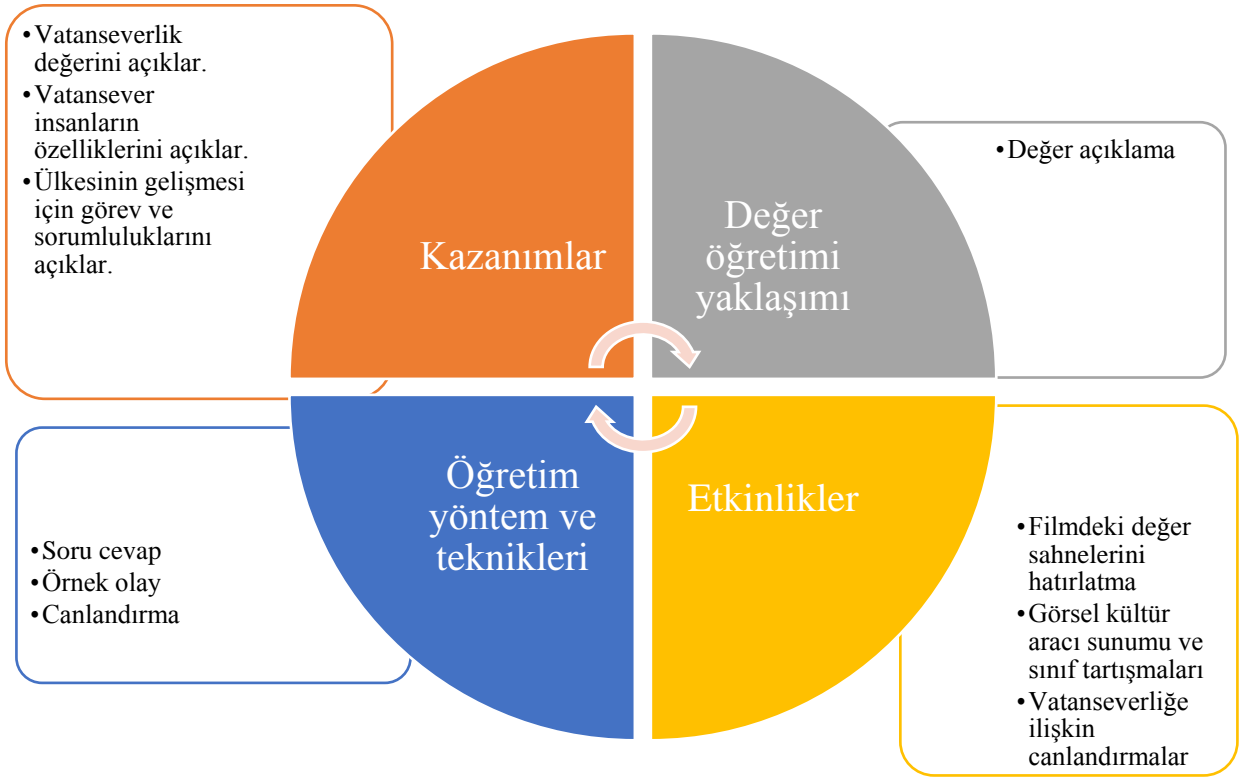 •Vatanseverlik
değerini açıklar.
•Vatansever
insanların
özelliklerini açıklar.
•Ülkesinin gelişmesi
için görev ve
sorumluluklarını
açıklar.
Kazanımlar
Değer
öğretimi
yaklaşımı
•Değer açıklama
Öğretim
yöntem ve
teknikleri
•Soru cevap
•Örnek olay
•Canlandırma
Etkinlikler
•Filmdeki değer
sahnelerini
hatırlatma
•Görsel kültür
aracı sunumu ve
sınıf tartışmaları
•Vatanseverliğe
ilişkin
canlandırmalar